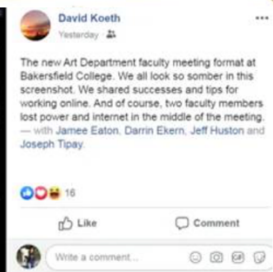 David Koeth
Yesterday
The new Art Department faculty meeting format at
Bakersfield College. We all look so somber in this
screenshot. We shared successes and tips for
working online. And of course, two faculty members
lost power and internet in the middle of the meeting.
— with Jamee Eaton, Darrin Ekern, Jeff Huston and
Joseph Tipay.
16
Like Comment
Write a comment...
GIF